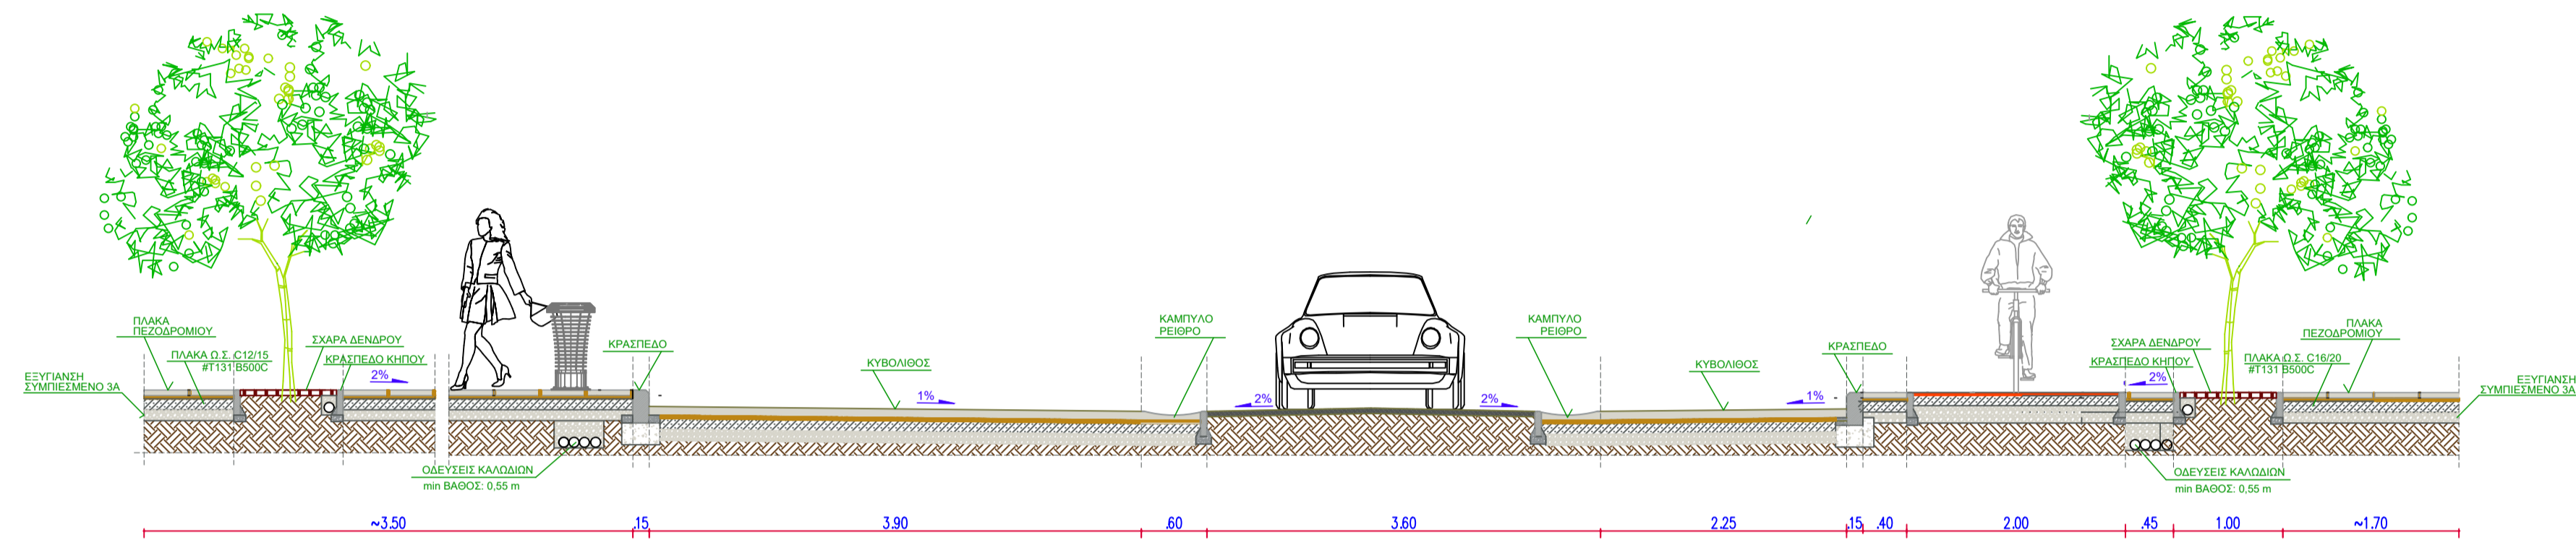 ΠΛΑΚΑ
ΠΕΖΟΔΡΟΜΙΟΥ
ΠΛΑΚΑ Ω.Σ. C12/15
#T131 B500C
ΕΞΥΓΙΑΝΣΗ
ΣΥΜΠΙΕΣΜΕΝΟ 3Α
ΣΧΑΡΑ ΔΕΝΔΡΟΥ
ΚΡΑΣΠΕΔΟ ΚΗΠΟΥ
2%
ΟΔΕΥΣΕΙΣ ΚΑΛΩΔΙΩΝ
min ΒΑΘΟΣ: 0,55 m
ΚΡΑΣΠΕΔΟ
ΚΥΒΟΛΙΘΟΣ
1%
ΚΑΜΠΥΛΟ
ΡΕΙΘΡΟ
2%
2%
ΚΑΜΠΥΛΟ
ΡΕΙΘΡΟ
ΚΥΒΟΛΙΘΟΣ
1%
ΚΡΑΣΠΕΔΟ
ΣΧΑΡΑ ΔΕΝΔΡΟΥ
ΚΡΑΣΠΕΔΟ ΚΗΠΟΥ
2%
ΟΔΕΥΣΕΙΣ ΚΑΛΩΔΙΩΝ
min ΒΑΘΟΣ: 0,55 m
ΠΛΑΚΑ
ΠΕΖΟΔΡΟΜΙΟΥ
ΠΛΑΚΑ Ω.Σ. C16/20
#T131 B500C
ΕΞΥΓΙΑΝΣΗ
ΣΥΜΠΙΕΣΜΕΝΟ 3Α
~3.50 .15 3.90 .60 3.60 2.25 .15 .40 2.00 .45 1.00 ~1.70